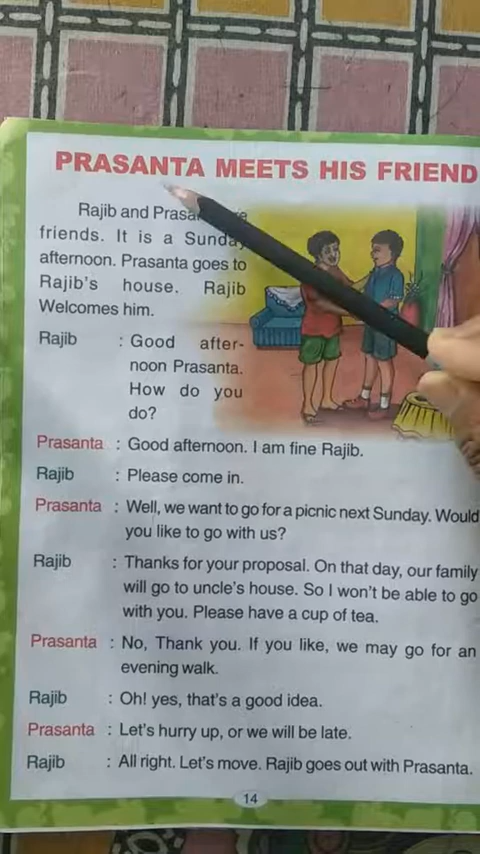 PRASANTA MEETS HIS FRIEND
Rajib and
friends. It is a Sunday
afternoon. Prasanta goes to
Rajib's house. Rajib
Welcomes him.
Rajib : Good after-
noon Prasanta.
How do you
do?
Prasanta : Good afternoon. I am fine Rajib.
Rajib : Please come in.
Prasanta : Well, we want to go for a picnic next Sunday. Would
you like to go with us?
Rajib : Thanks for your proposal. On that day, our family
will go to uncle's house. So I won't be able to go
with you. Please have a cup of tea.
Prasanta : No, Thank you. If you like, we may go for an
evening walk.
Rajib : Oh! yes, that's a good idea.
Prasanta : Let's hurry up, or we will be late.
Rajib : All right. Let's move. Rajib goes out with Prasanta.
14